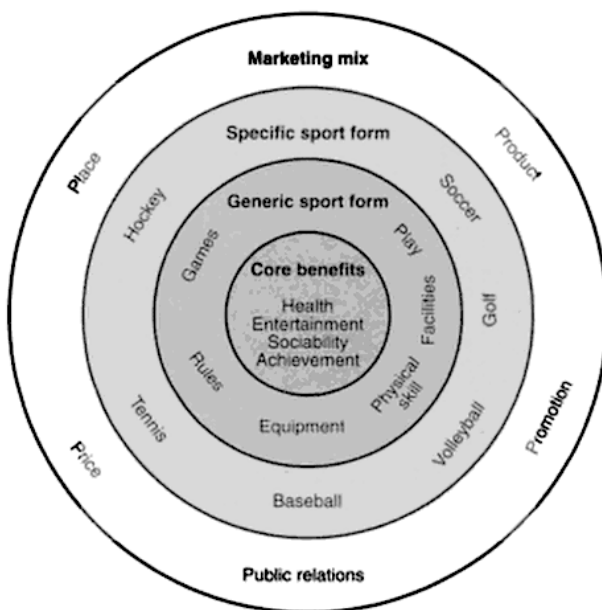 Marketing mix
Place
Product
Price
Promotion
Public relations
Specific sport form
Hockey
Soccer
Golf
Tennis
Volleyball
Baseball
Generic sport form
Games
Play
Facilities
Rules
Physical
skill
Equipment
Core benefits
Health
Entertainment
Sociability
Achievement